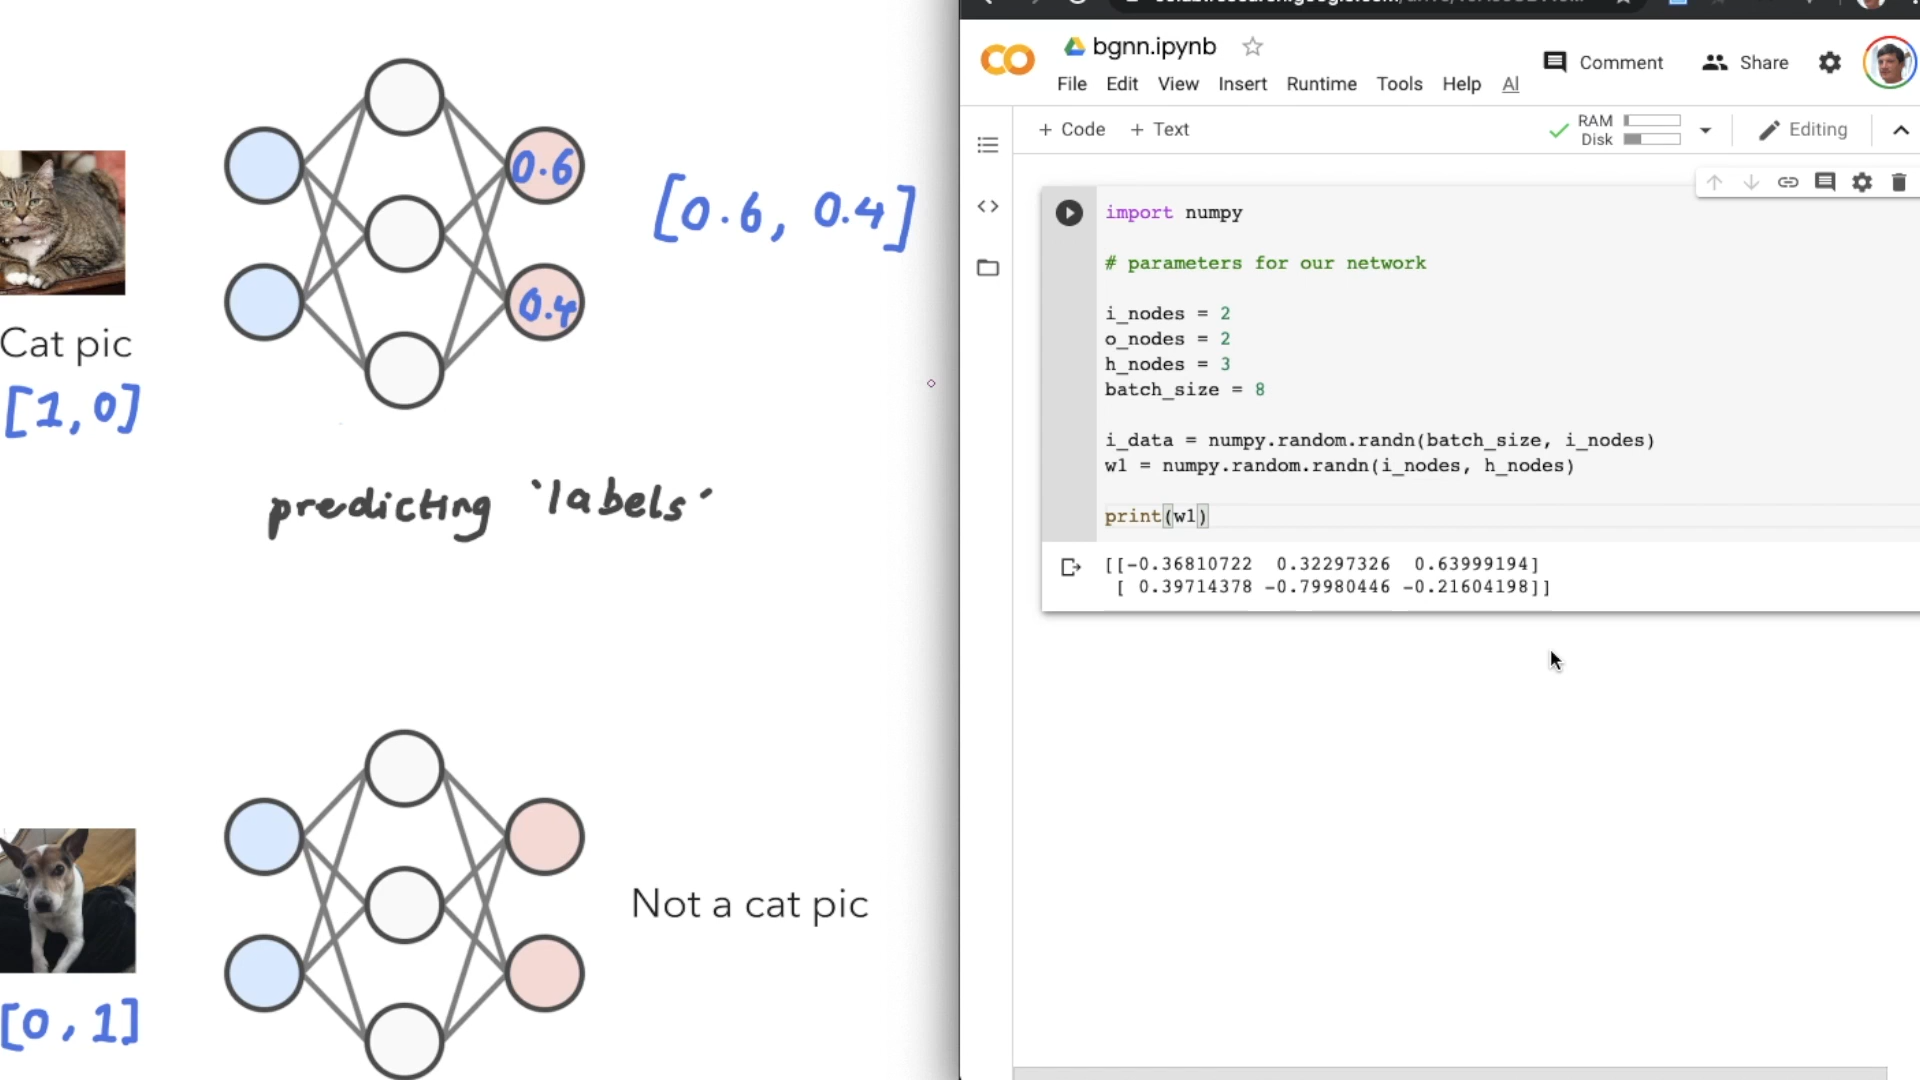 Cat pic
[1,0]
0.6
0.4
[0.6, 0.4]
predicting 'labels'
Not a cat pic
[0,1]
bgnn.ipynb
Comment
Share
File Edit View Insert Runtime Tools Help Al
+ Code + Text
RAM
Disk
Editing
import numpy
# parameters for our network
i_nodes = 2
o_nodes = 2
h_nodes = 3
batch_size = 8
i_data = numpy.random.randn(batch_size, i_nodes)
w1 = numpy.random.randn(i_nodes, h_nodes)
print(w1)
[[-0.36810722 0.32297326 0.63999194]
[ 0.39714378 -0.79980446 -0.21604198]]